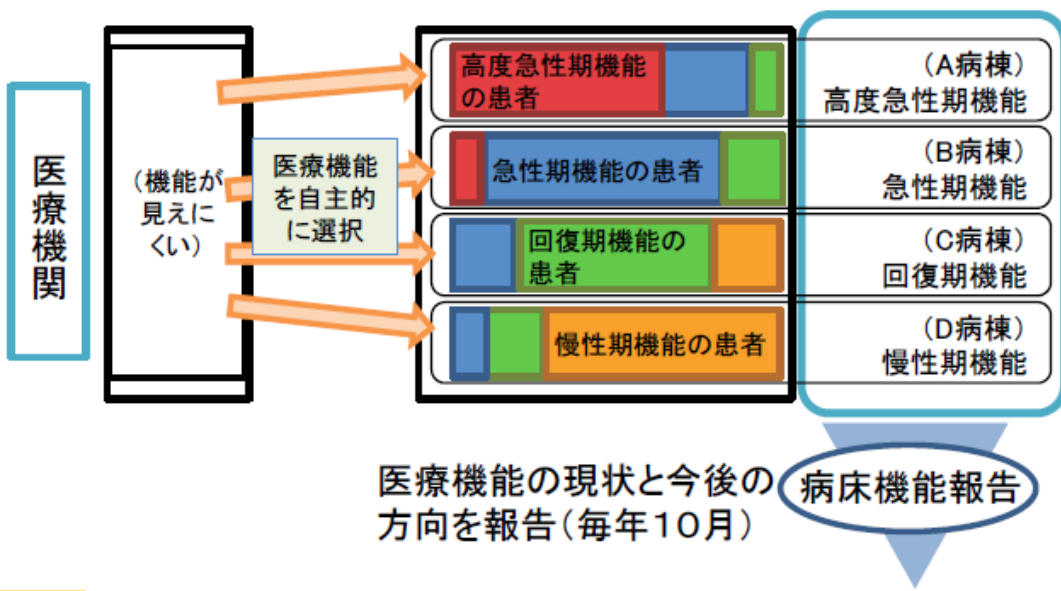 医療機関
(機能が
見えに
くい)
医療機能
を自主的
に選択
高度急性期機能
の患者
(A病棟)
高度急性期機能
急性期機能の患者
(B病棟)
急性期機能
回復期機能の
患者
(C病棟)
回復期機能
慢性期機能の患者
(D病棟)
慢性期機能
医療機能の現状と今後の
方向を報告(毎年10月)
病床機能報告